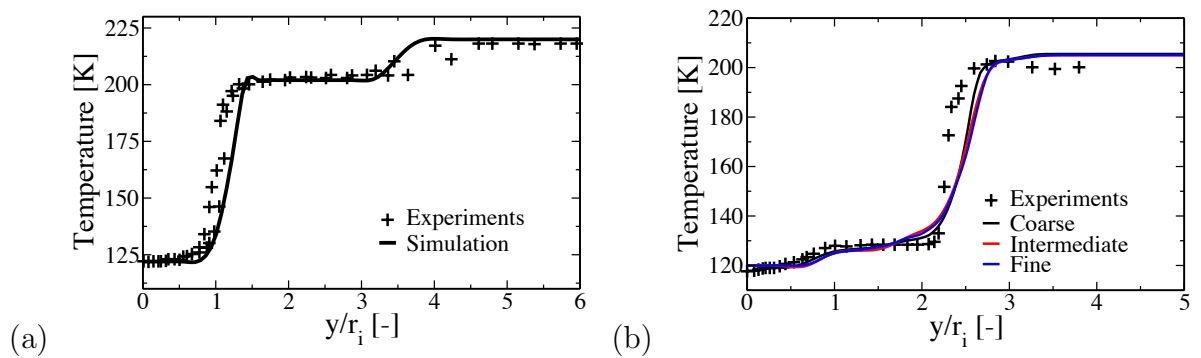 225
200
175
150
125
Temperature [K]
Experiments
Simulation
0 1 2 3 4 5 6
y/r_i [-]
(a)
220
200
180
160
140
120
Temperature [K]
Experiments
Coarse
Intermediate
Fine
0 1 2 3 4 5
y/r_i [-]
(b)